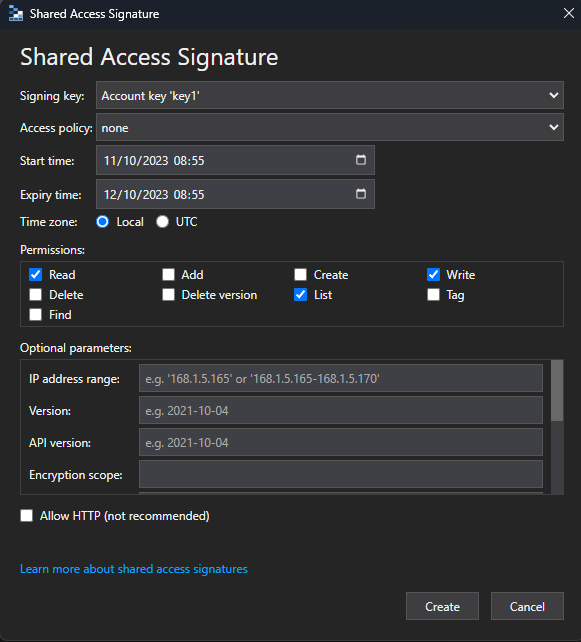 Shared Access Signature
Shared Access Signature
Signing key: Account key 'key1'
Access policy: none
Start time: 11/10/2023 08:55
Expiry time: 12/10/2023 08:55
Time zone: Local UTC
Permissions:
Read Add Create Write
Delete Delete version List Tag
Find
Optional parameters:
IP address range: e.g. '168.1.5.165' or '168.1.5.165-168.1.5.170'
Version: e.g. 2021-10-04
API version: e.g. 2021-10-04
Encryption scope:
Allow HTTP (not recommended)
Learn more about shared access signatures
Create Cancel